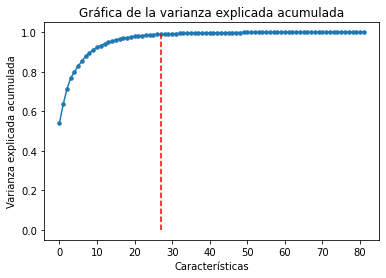 Gráfica de la varianza explicada acumulada
Varianza explicada acumulada
1.0
0.8
0.6
0.4
0.2
0.0
0 10 20 30 40 50 60 70 80
Característicos